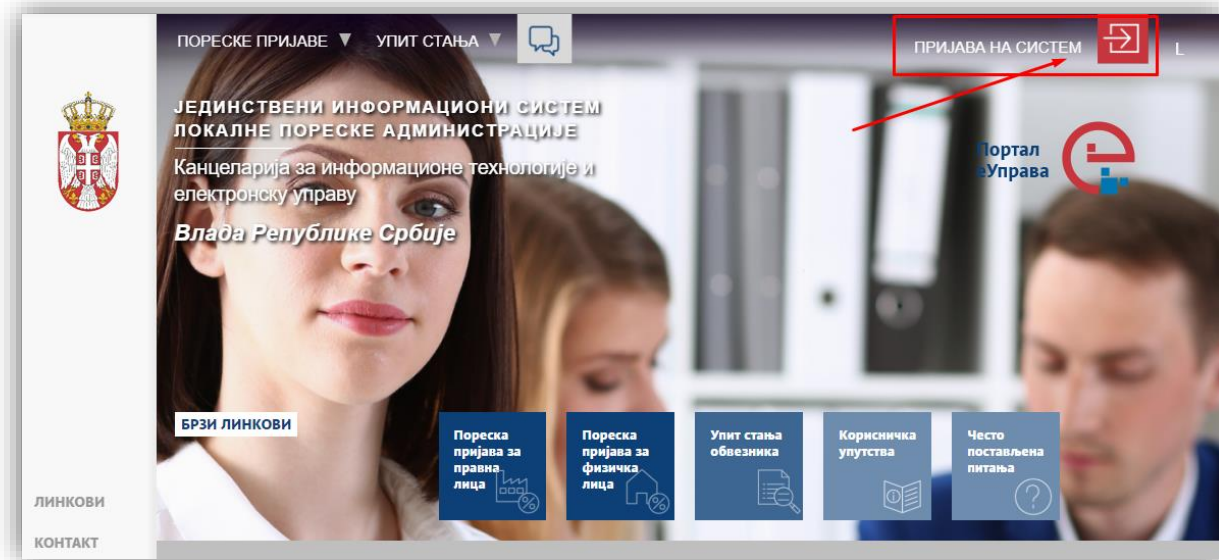 ПОРЕСКЕ ПРИЈАВЕ
УПИТ СТАЊА
ПРИЈАВА НА СИСТЕМ
L
ЈЕДИНСТВЕНИ ИНФОРМАЦИОНИ СИСТЕМ
ЛОКАЛНЕ ПОРЕСКЕ АДМИНИСТРАЦИЈЕ
Канцеларија за информационе технологије и
електронску управу
Влада Републике Србије
Портал
еУправа
БРЗИ ЛИНКОВИ
Пореска
пријава за
правна
лица
Пореска
пријава за
физичка
лица
Упит стања
обвезника
Корисничка
упутства
Често
постављена
питања
ЛИНКОВИ
КОНТАКТ